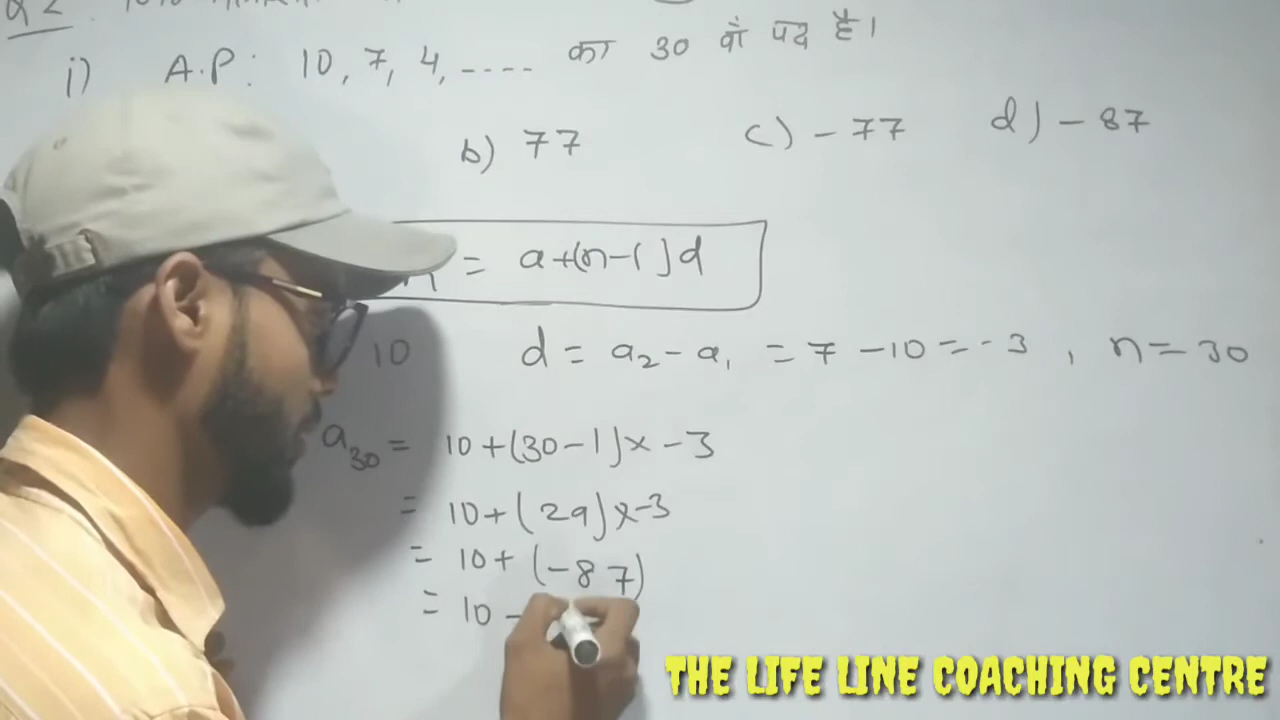 Q2
i) A.P: 10, 7, 4, ---- का 30 वाँ पद है।
b) 77 c) -77 d) -87
= a+(n-1)d
10 d = a₂ - a₁ = 7 - 10 = -3 , n = 30
a₃₀ = 10+(30-1)x-3
= 10+(29)x-3
= 10+ (-87)
= 10 -
THE LIFE LINE COACHING CENTRE